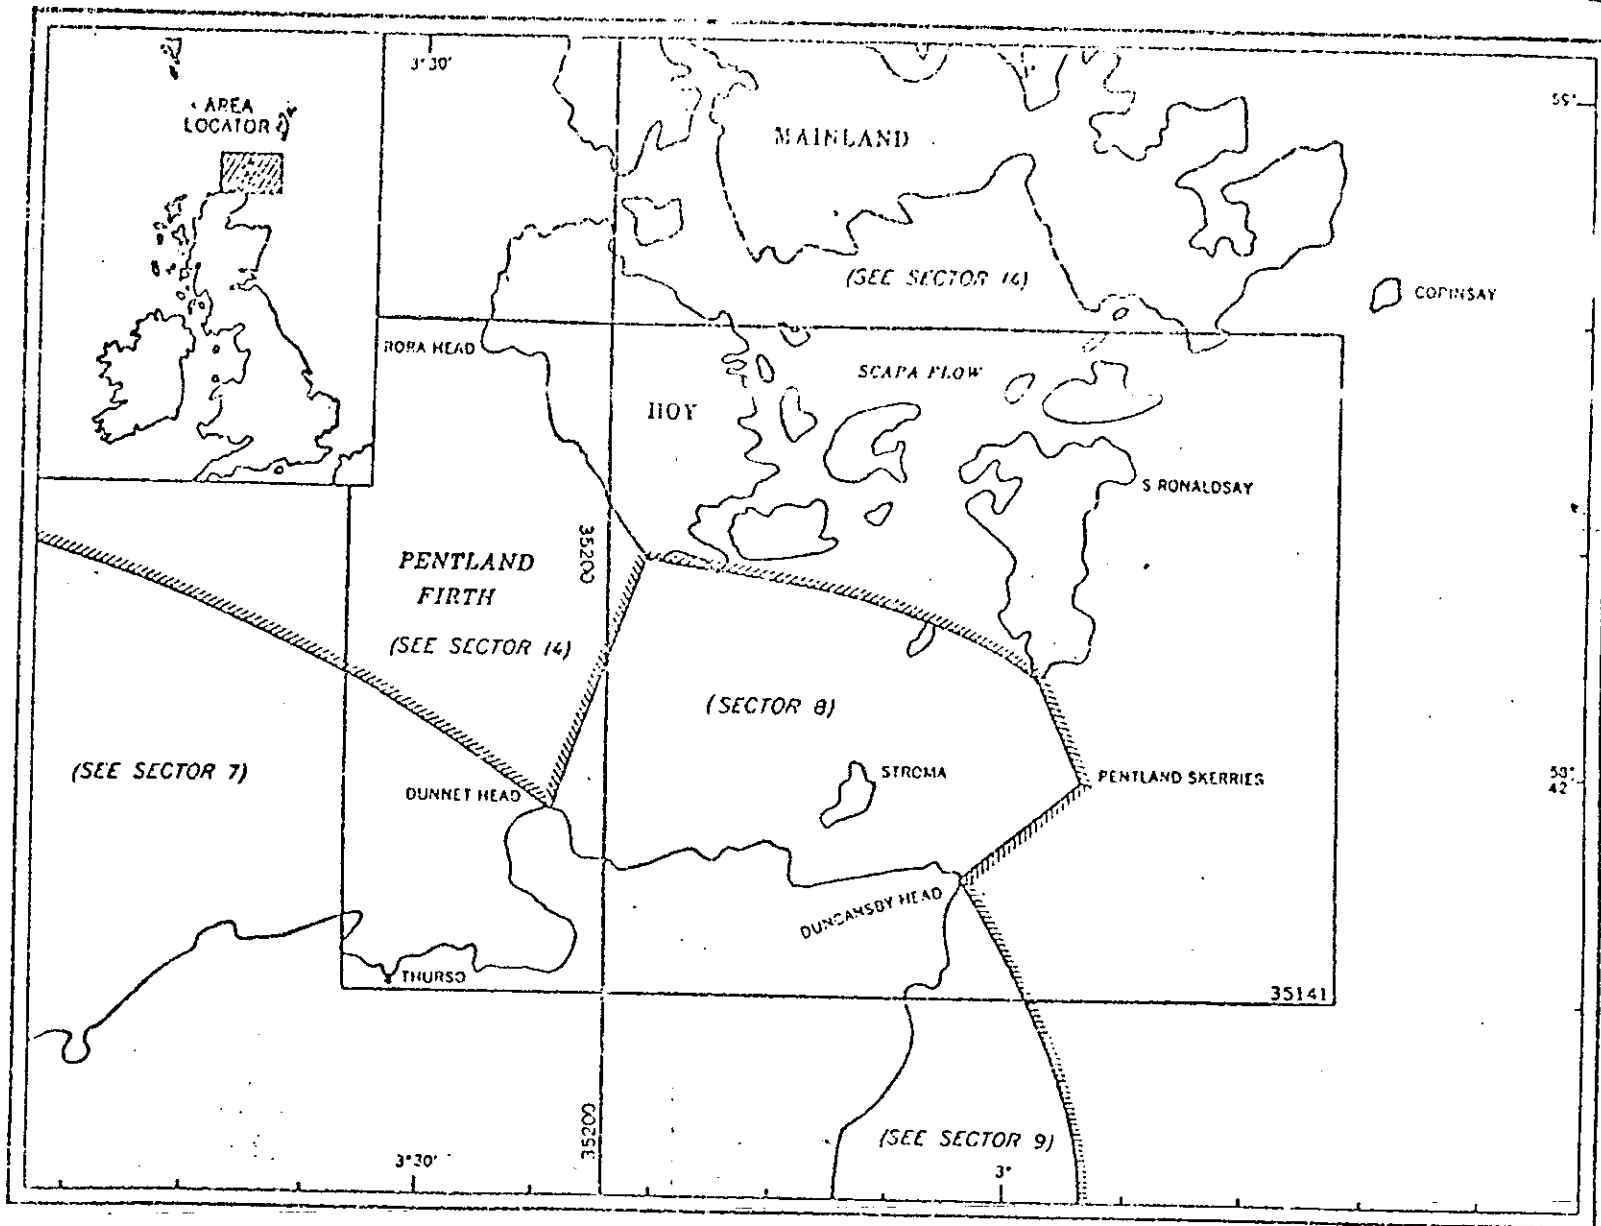 3°30'
AREA
LOCATOR
59°
MAINLAND
(SEE SECTOR 14)
COPINSAY
RORA HEAD
SCAPA FLOW
HOY
S RONALDSAY
35200
PENTLAND
FIRTH
(SEE SECTOR 14)
(SECTOR 8)
(SEE SECTOR 7)
STROMA
PENTLAND SKERRIES
58°
42'
DUNNET HEAD
DUNCANSBY HEAD
THURSO
35141
35200
(SEE SECTOR 9)
3°30'
3°